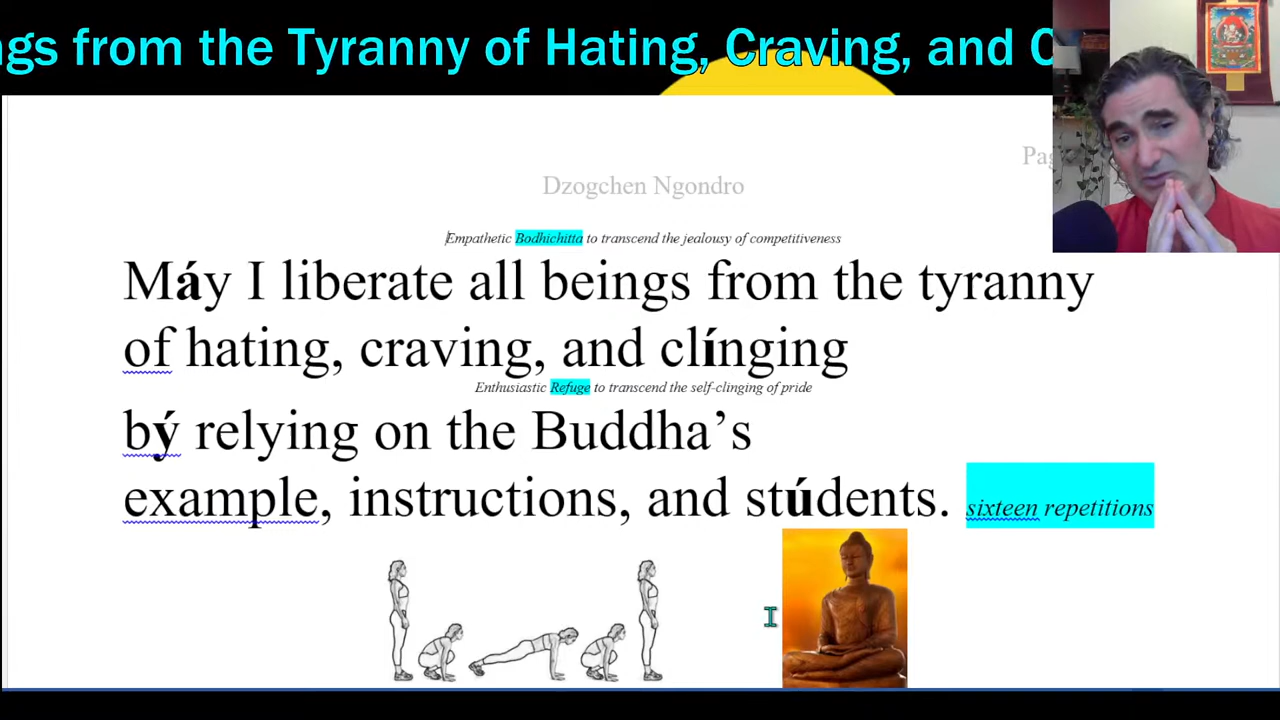 ngs from the Tyranny of Hating, Craving, and C
Dzogchen Ngondro
Empathetic Bodhichitta to transcend the jealousy of competitiveness
Máy I liberate all beings from the tyranny
of hating, craving, and clínging
Enthusiastic Refuge to transcend the self-clinging of pride
bý relying on the Buddha’s
example, instructions, and stúdents. sixteen repetitions